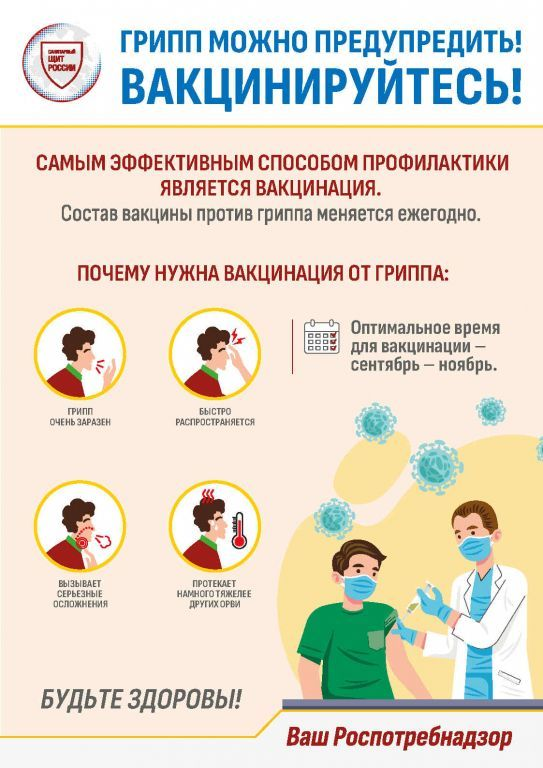 САНИТАРНЫЙ
ЩИТ
РОССИИ
ГРИПП МОЖНО ПРЕДУПРЕДИТЬ!
ВАКЦИНИРУЙТЕСЬ!
САМЫМ ЭФФЕКТИВНЫМ СПОСОБОМ ПРОФИЛАКТИКИ
ЯВЛЯЕТСЯ ВАКЦИНАЦИЯ.
Состав вакцины против гриппа меняется ежегодно.
ПОЧЕМУ НУЖНА ВАКЦИНАЦИЯ ОТ ГРИППА:
ГРИПП
ОЧЕНЬ ЗАРАЗЕН
БЫСТРО
РАСПРОСТРАНЯЕТСЯ
Оптимальное время
для вакцинации –
сентябрь – ноябрь.
ВЫЗЫВАЕТ
СЕРЬЕЗНЫЕ
ОСЛОЖНЕНИЯ
ПРОТЕКАЕТ
НАМНОГО ТЯЖЕЛЕЕ
ДРУГИХ ОРВИ
БУДЬТЕ ЗДОРОВЫ!
Ваш Роспотребнадзор